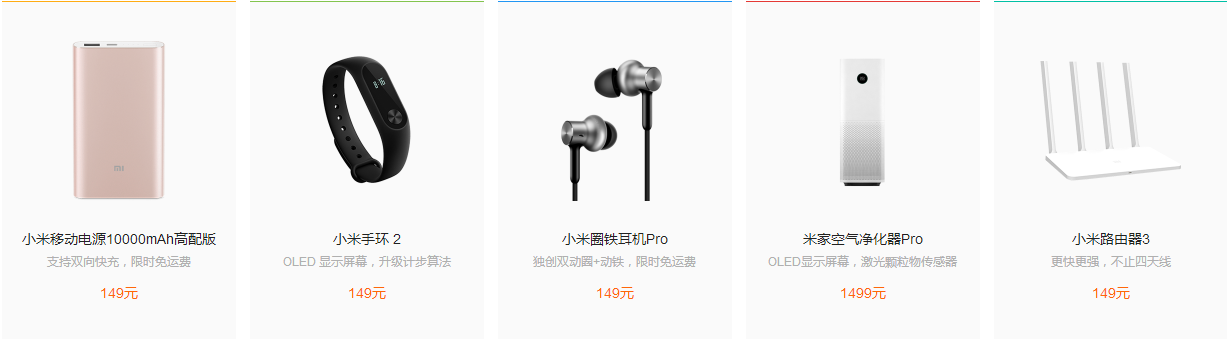 mi
小米移动电源10000mAh高配版
支持双向快充，限时免运费
149元
8:16
小米手环 2
OLED 显示屏幕，升级计步算法
149元
小米圈铁耳机Pro
独创双动圈+动铁，限时免运费
149元
米家空气净化器Pro
OLED显示屏幕，激光颗粒物传感器
1499元
小米路由器3
更快更强，不止四天线
149元